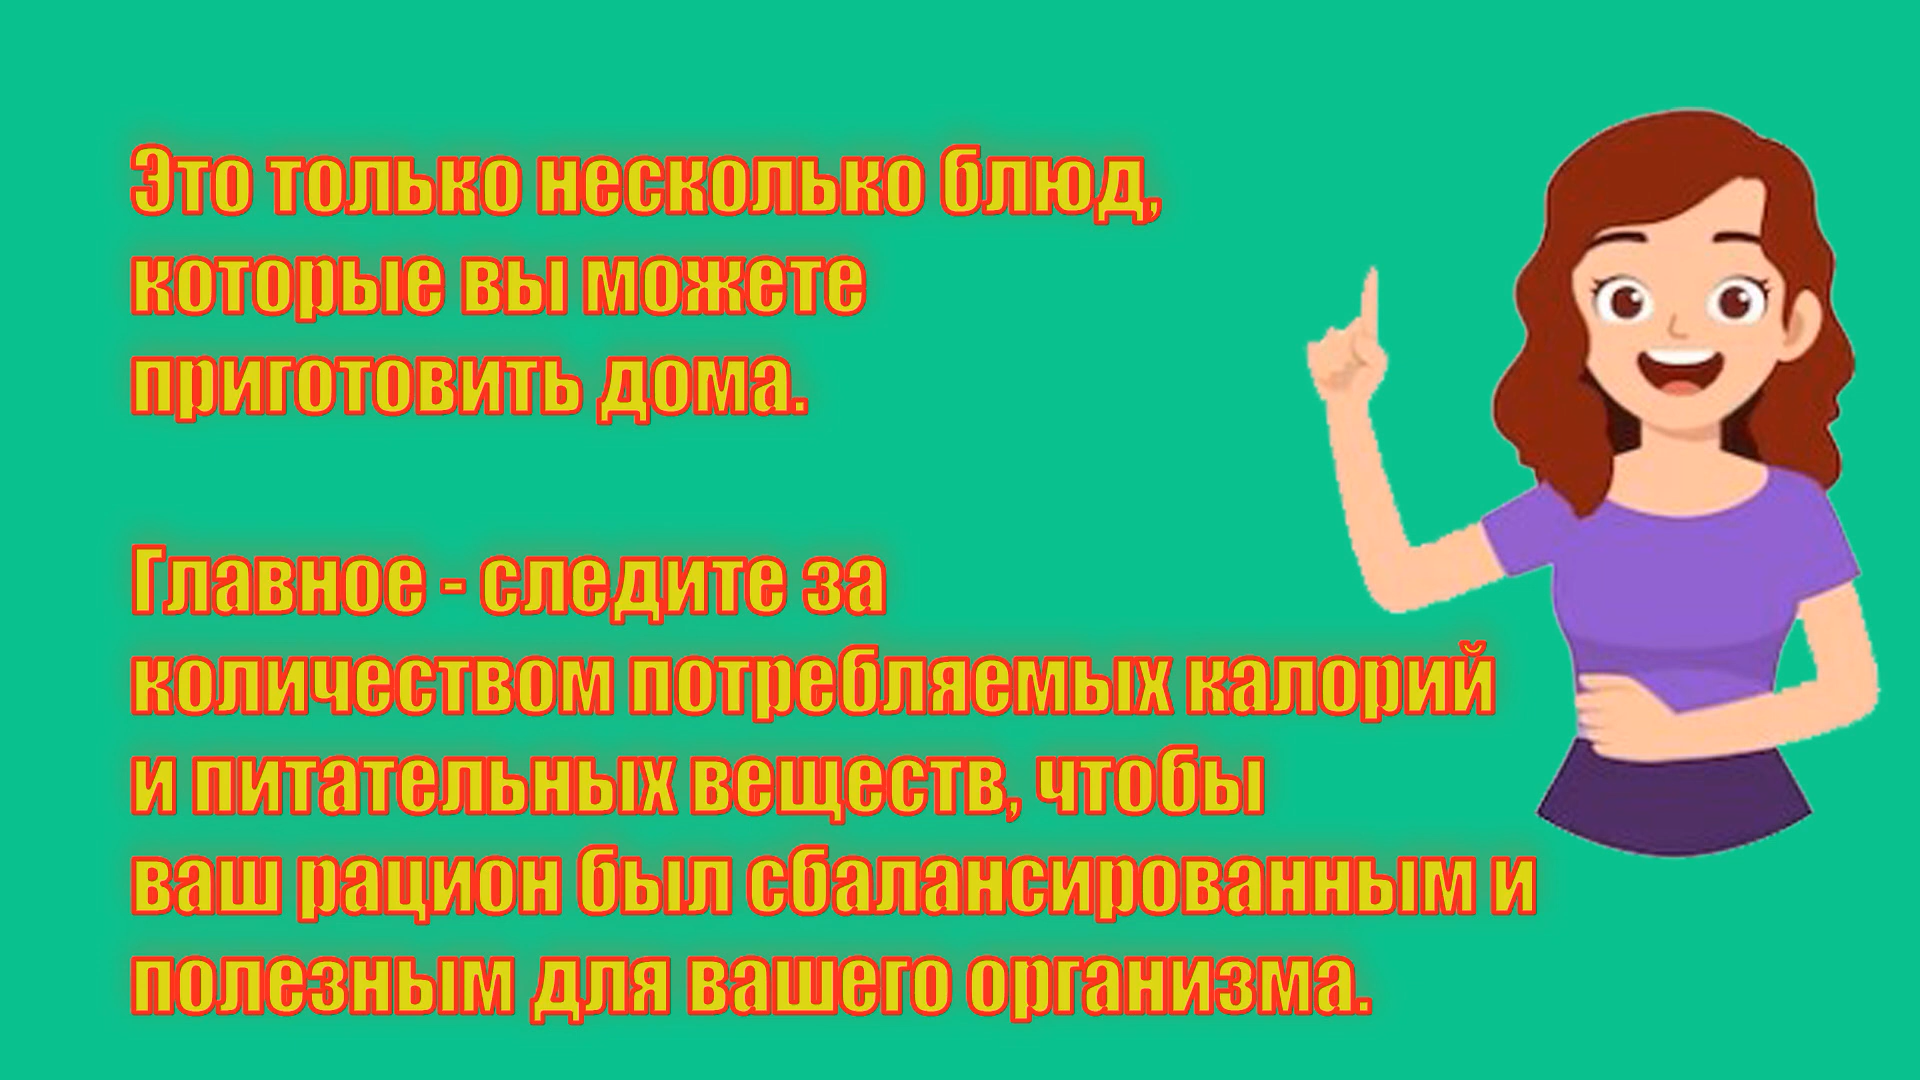 Это только несколько блюд,
которые вы можете
приготовить дома.
Главное - следите за
количеством потребляемых калорий
и питательных веществ, чтобы
ваш рацион был сбалансированным и
полезным для вашего организма.